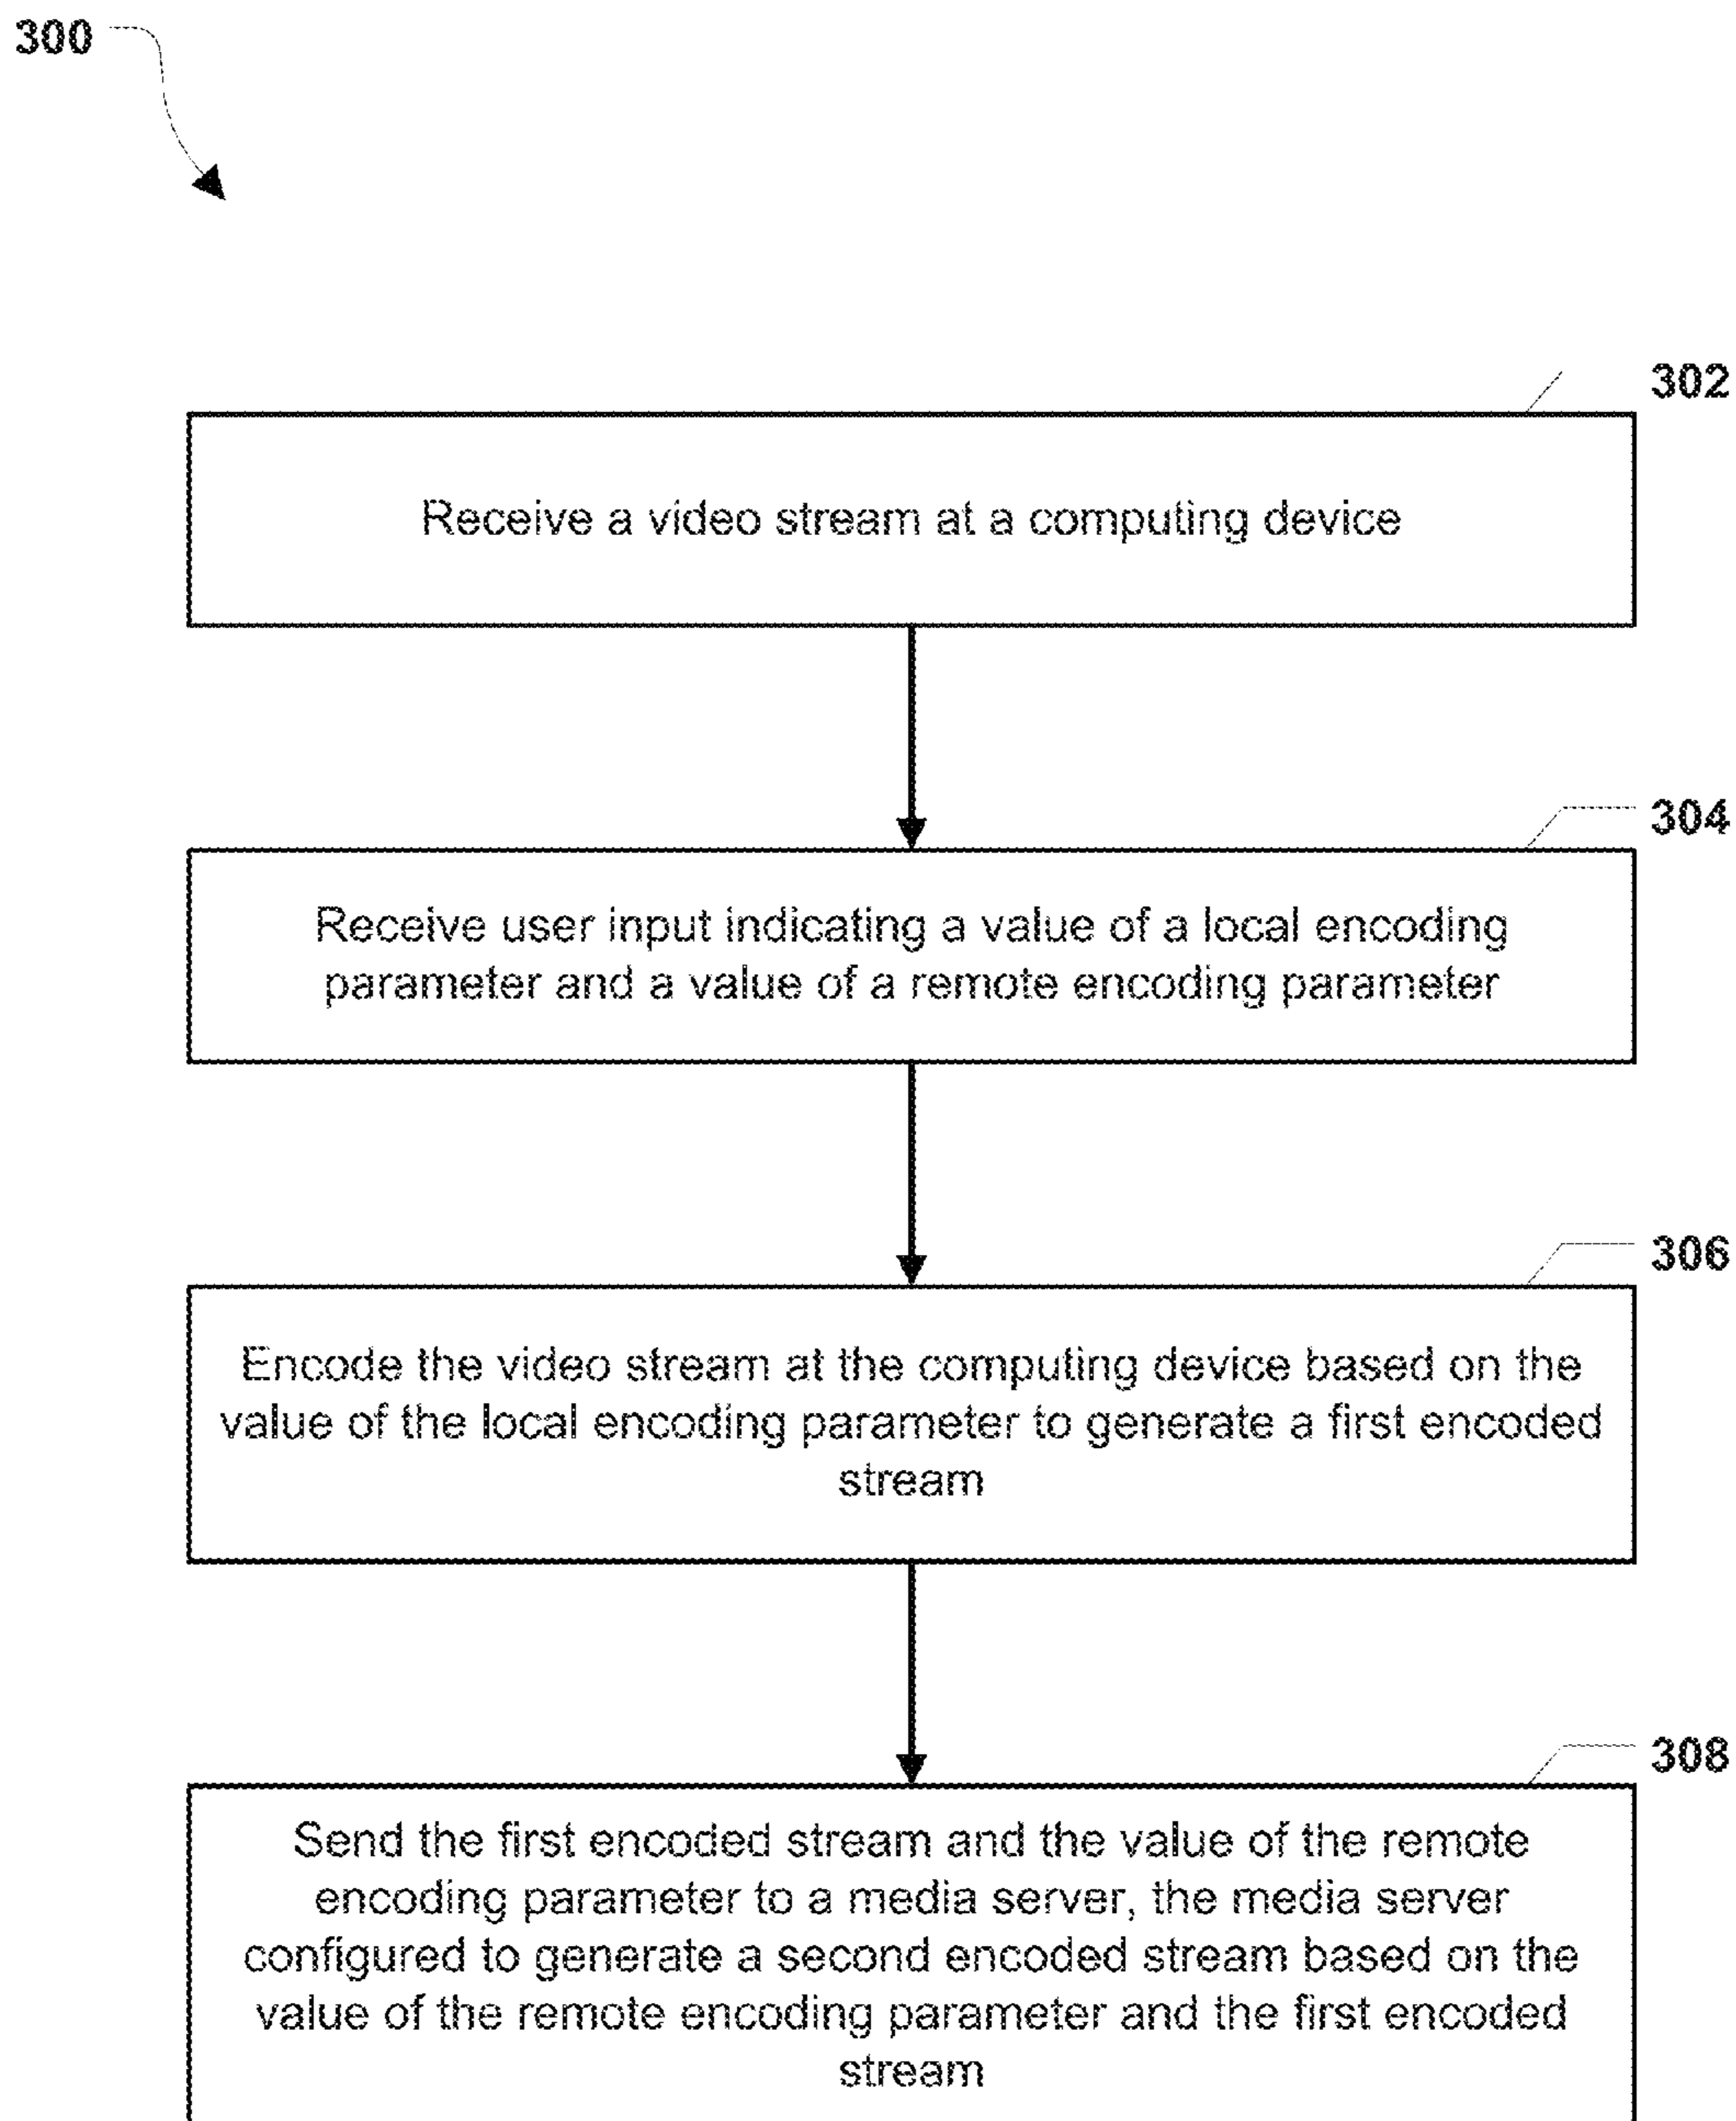 300
302
Receive a video stream at a computing device
304
Receive user input indicating a value of a local encoding
parameter and a value of a remote encoding parameter
306
Encode the video stream at the computing device based on the
value of the local encoding parameter to generate a first encoded
stream
308
Send the first encoded stream and the value of the remote
encoding parameter to a media server, the media server
configured to generate a second encoded stream based on the
value of the remote encoding parameter and the first encoded
stream